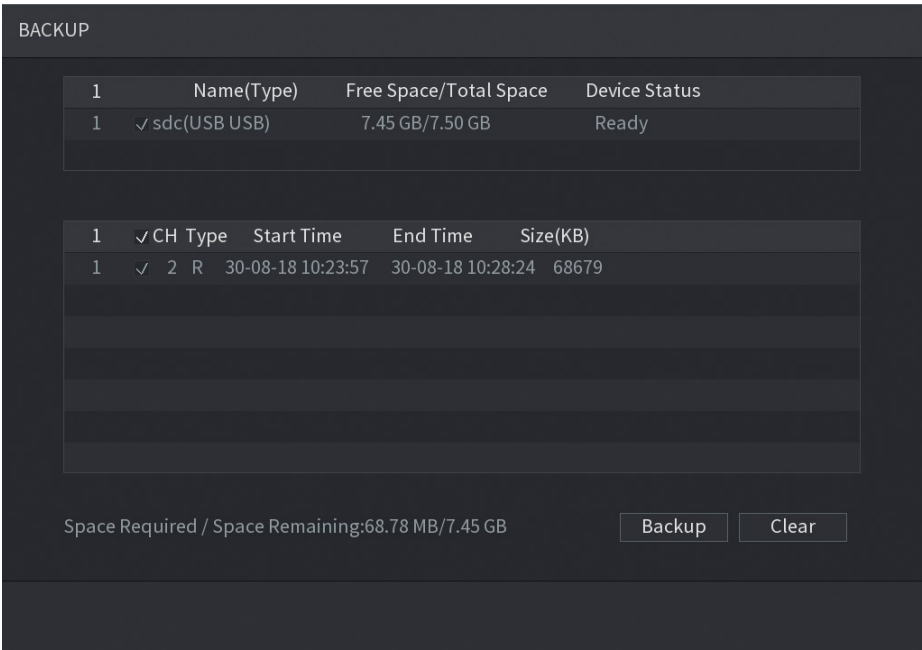 BACKUP
1 Name(Type) Free Space/Total Space Device Status
1 sdc(USB USB) 7.45 GB/7.50 GB Ready
1 CH Type Start Time End Time Size(KB)
1 2 R 30-08-18 10:23:57 30-08-18 10:28:24 68679
Space Required / Space Remaining:68.78 MB/7.45 GB Backup Clear